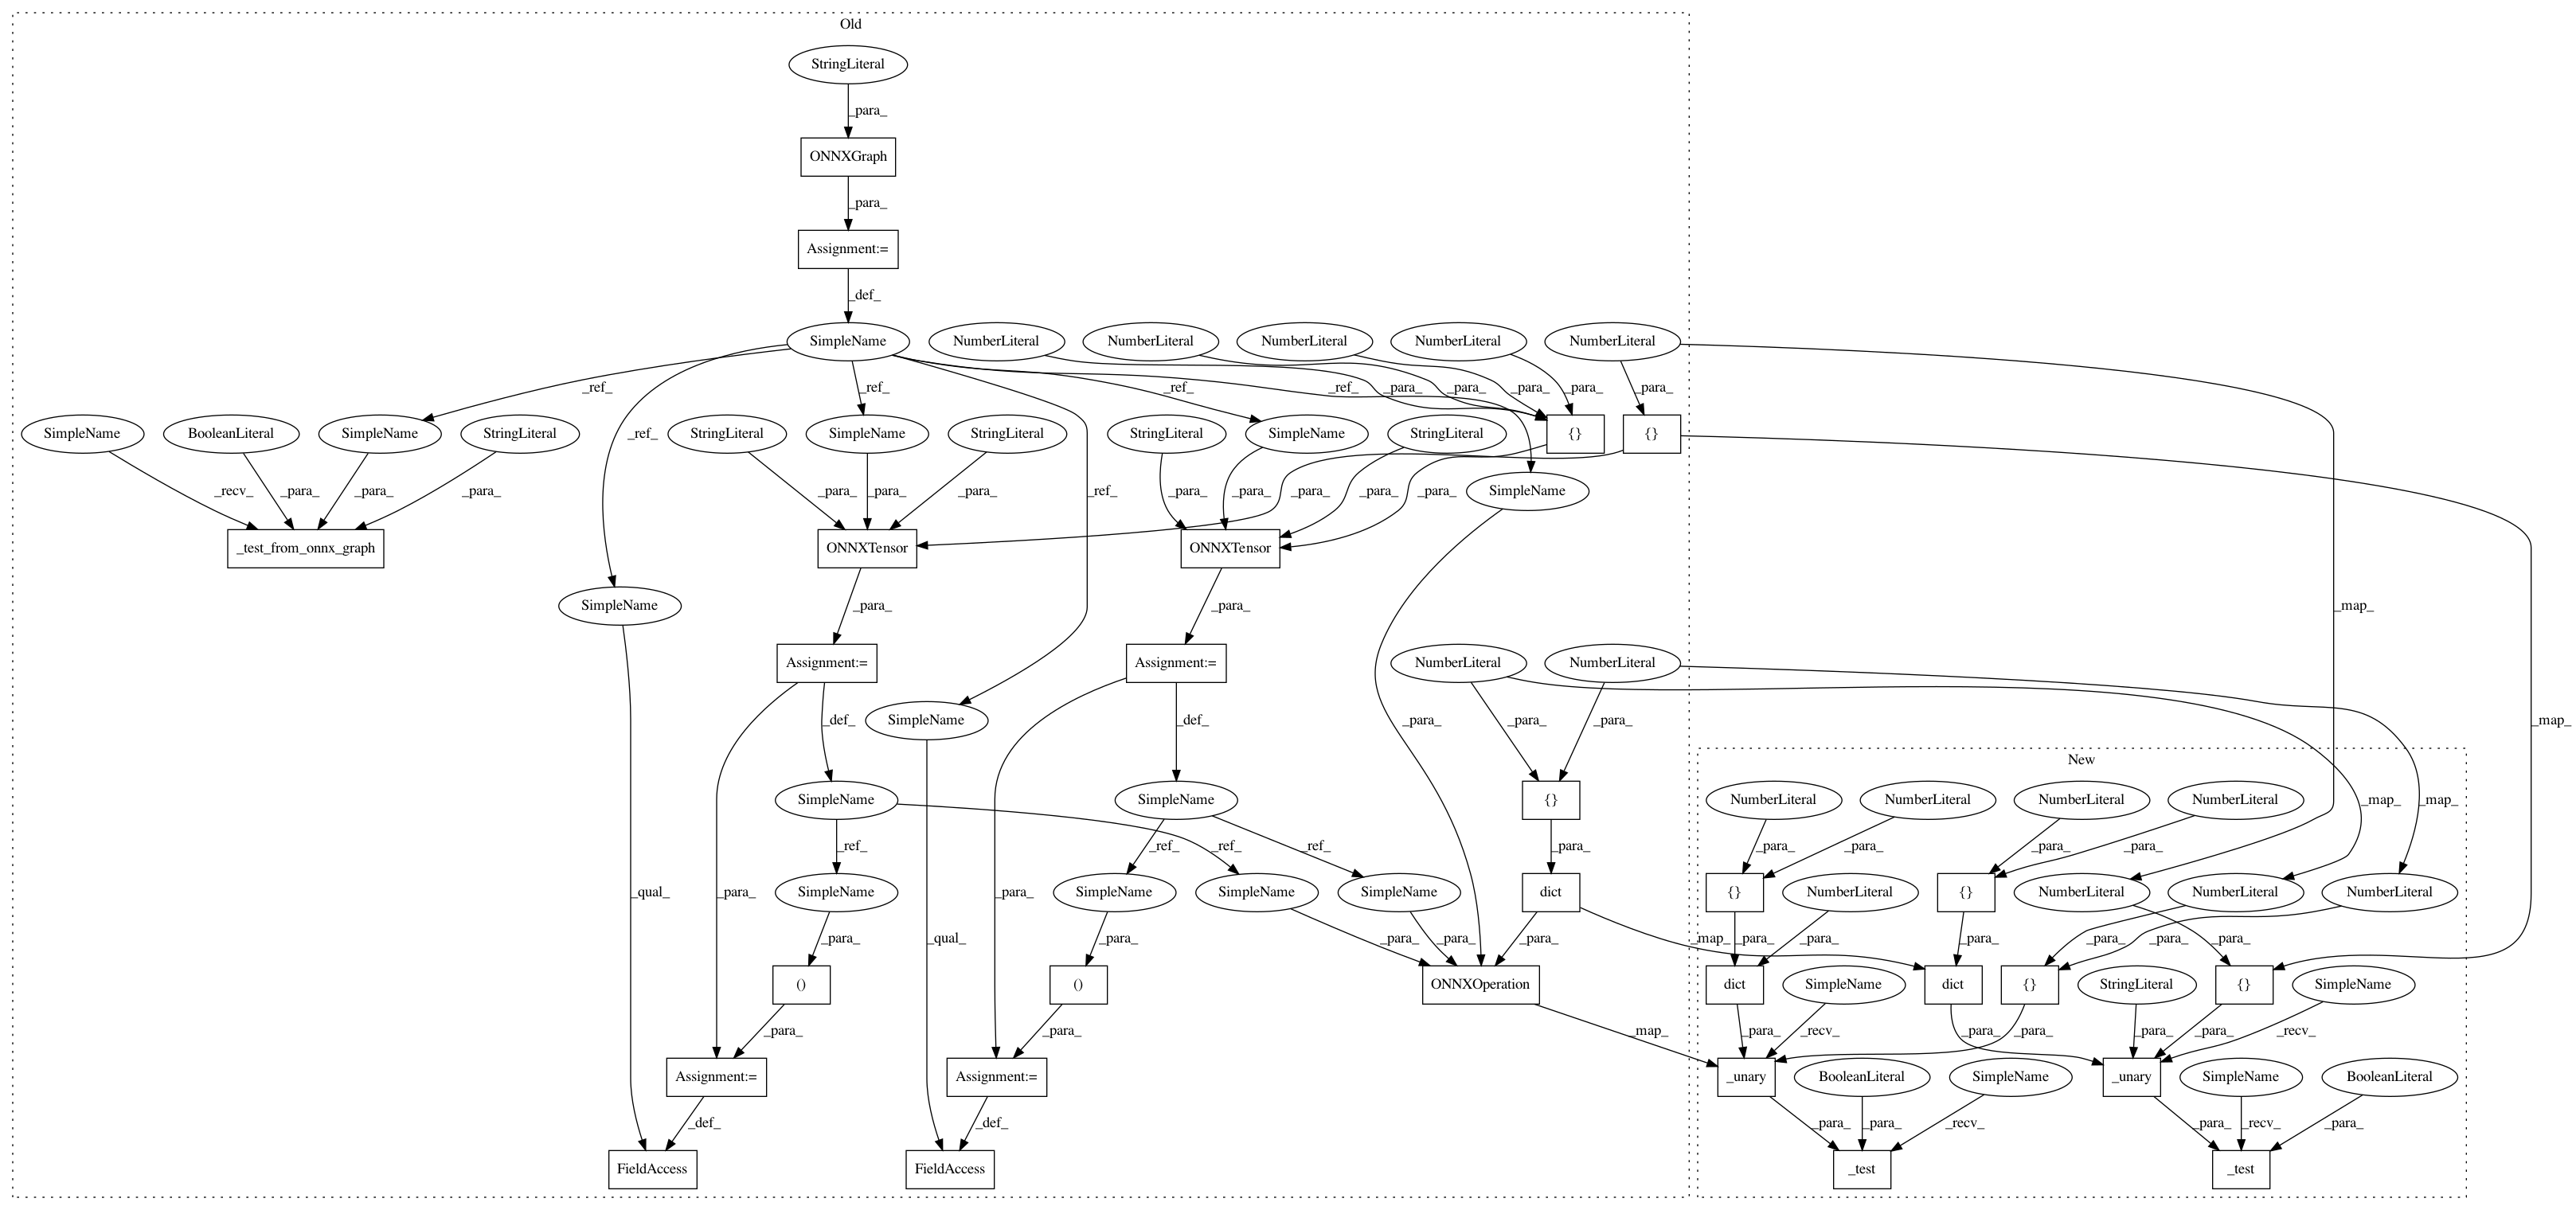 Old
StringLiteral
_para_
ONNXGraph
_para_
Assignment:=
_def_
SimpleName NumberLiteral NumberLiteral NumberLiteral NumberLiteral NumberLiteral
_ref_ _ref_ _ref_ _ref_ _para_ _para_ _para_ _para_ _para_
SimpleName BooleanLiteral SimpleName StringLiteral _ref_ StringLiteral SimpleName StringLiteral StringLiteral SimpleName StringLiteral {} {}
_recv_ _para_ _para_ _para_ _para_ _para_ _para_ _ref_ _para_ _para_ _para_ _para_ _para_ SimpleName
_test_from_onnx_graph ONNXTensor ONNXTensor
SimpleName _para_ _para_ _map_
Assignment:= Assignment:= NumberLiteral NumberLiteral
SimpleName _def_ _def_ _para_ _para_ _para_ _map_
New
SimpleName SimpleName {} NumberLiteral NumberLiteral NumberLiteral NumberLiteral _map_ _map_
_ref_ _ref_ _ref_ _ref_ _para_ _para_ _para_ _para_ _para_
SimpleName SimpleName SimpleName SimpleName dict {} NumberLiteral {} NumberLiteral NumberLiteral NumberLiteral
_para_ _para_ _qual_ _qual_ _para_ _para_ _para_ _para_ _map_ _para_ _para_ _para_ _para_ _para_ _para_
() () ONNXOperation dict SimpleName dict {} StringLiteral {} SimpleName
_para_ _para_ _map_ _para_ _recv_ _para_ _para_ _para_ _para_ _recv_
Assignment:= Assignment:= _unary BooleanLiteral SimpleName _unary SimpleName BooleanLiteral
_def_ _def_ _para_ _para_ _recv_ _para_ _recv_ _para_
FieldAccess FieldAccess _test _test